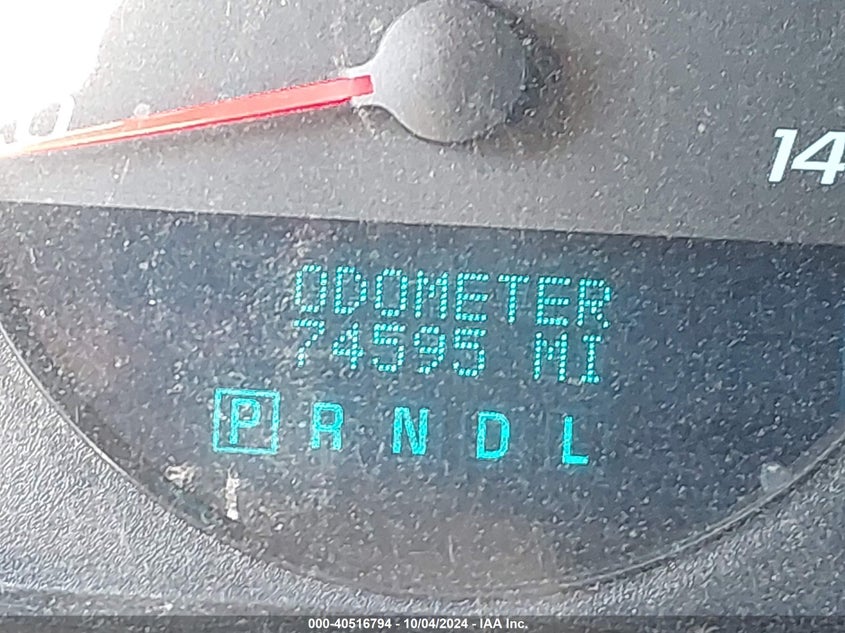 14
ODOMETER
74595 MI
P R N D L
000-40516794 - 10/04/2024 - IAA Inc.